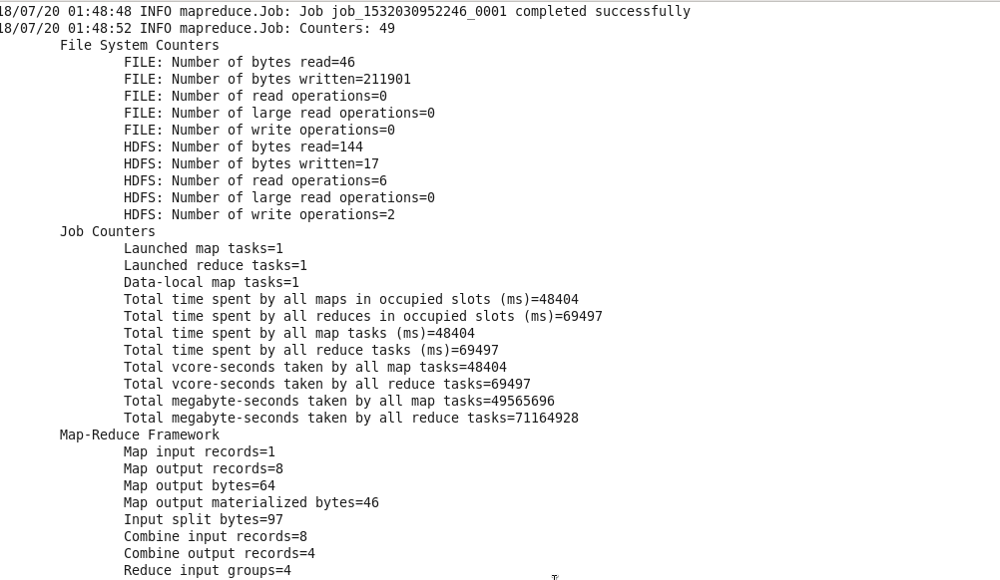 18/07/20 01:48:48 INFO mapreduce.Job: Job job_1532030952246_0001 completed successfully
18/07/20 01:48:52 INFO mapreduce.Job: Counters: 49
File System Counters
FILE: Number of bytes read=46
FILE: Number of bytes written=211901
FILE: Number of read operations=0
FILE: Number of large read operations=0
FILE: Number of write operations=0
HDFS: Number of bytes read=144
HDFS: Number of bytes written=17
HDFS: Number of read operations=6
HDFS: Number of large read operations=0
HDFS: Number of write operations=2
Job Counters
Launched map tasks=1
Launched reduce tasks=1
Data-local map tasks=1
Total time spent by all maps in occupied slots (ms)=48404
Total time spent by all reduces in occupied slots (ms)=69497
Total time spent by all map tasks (ms)=48404
Total time spent by all reduce tasks (ms)=69497
Total vcore-seconds taken by all map tasks=48404
Total vcore-seconds taken by all reduce tasks=69497
Total megabyte-seconds taken by all map tasks=49565696
Total megabyte-seconds taken by all reduce tasks=71164928
Map-Reduce Framework
Map input records=1
Map output records=8
Map output bytes=64
Map output materialized bytes=46
Input split bytes=97
Combine input records=8
Combine output records=4
Reduce input groups=4